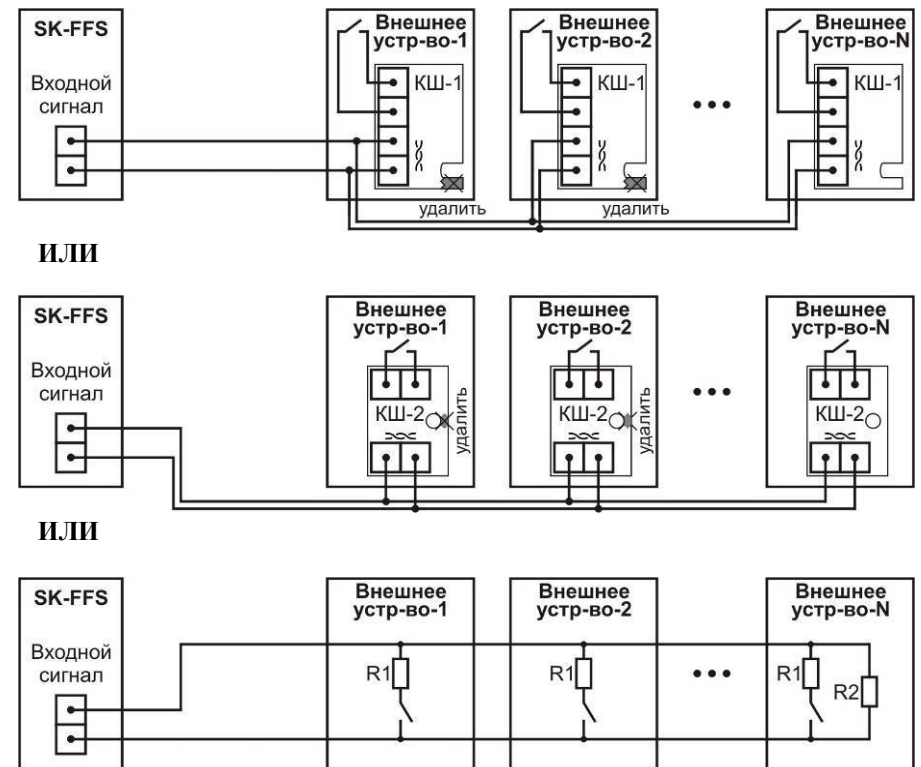 SK-FFS
Входной
сигнал
Внешнее
устр-во-1
КШ-1
удалить
Внешнее
устр-во-2
КШ-1
удалить
Внешнее
устр-во-N
КШ-1
ИЛИ
SK-FFS
Входной
сигнал
Внешнее
устр-во-1
КШ-2
удалить
Внешнее
устр-во-2
КШ-2
удалить
Внешнее
устр-во-N
КШ-2
ИЛИ
SK-FFS
Входной
сигнал
Внешнее
устр-во-1
R1
Внешнее
устр-во-2
R1
Внешнее
устр-во-N
R1
R2